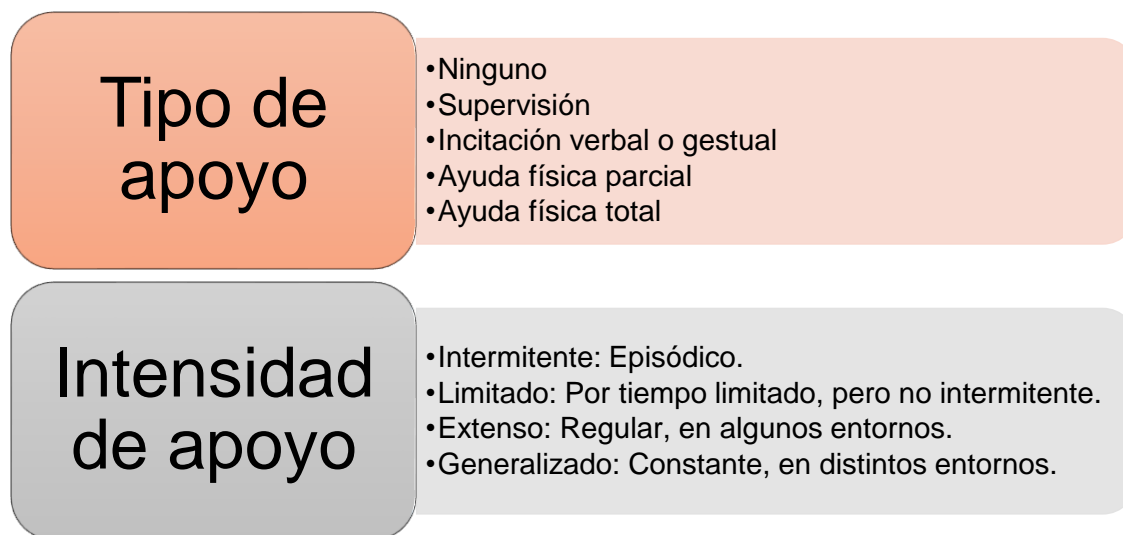 Tipo de
apoyo
•Ninguno
•Supervisión
•Incitación verbal o gestual
•Ayuda física parcial
•Ayuda física total
Intensidad
de apoyo
•Intermitente: Episódico.
•Limitado: Por tiempo limitado, pero no intermitente.
•Extenso: Regular, en algunos entornos.
•Generalizado: Constante, en distintos entornos.